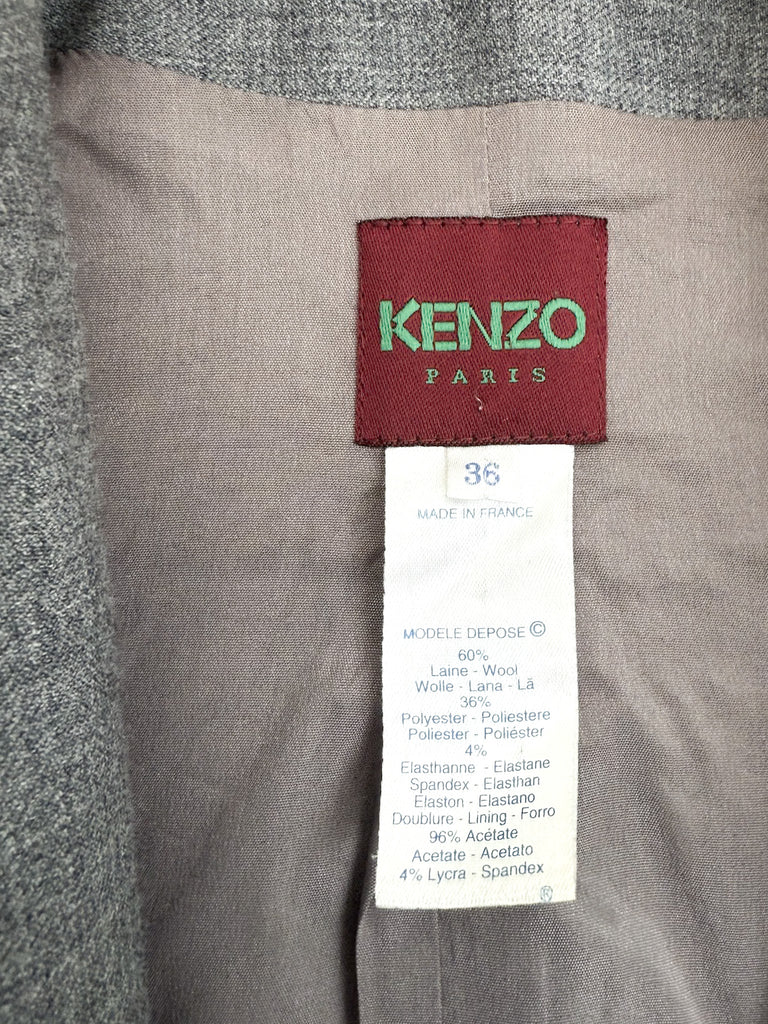 KENZO
PARIS
36
MADE IN FRANCE
MODELE DEPOSE ©
60%
Laine - Wool
Wolle - Lana - Lã
36%
Polyester - Poliestere
Poliester - Poliéster
4%
Elasthanne - Elastane
Spandex - Elasthan
Elaston - Elastano
Doublure - Lining - Forro
96% Acétate
Acetate - Acetato
4% Lycra - Spandex
®